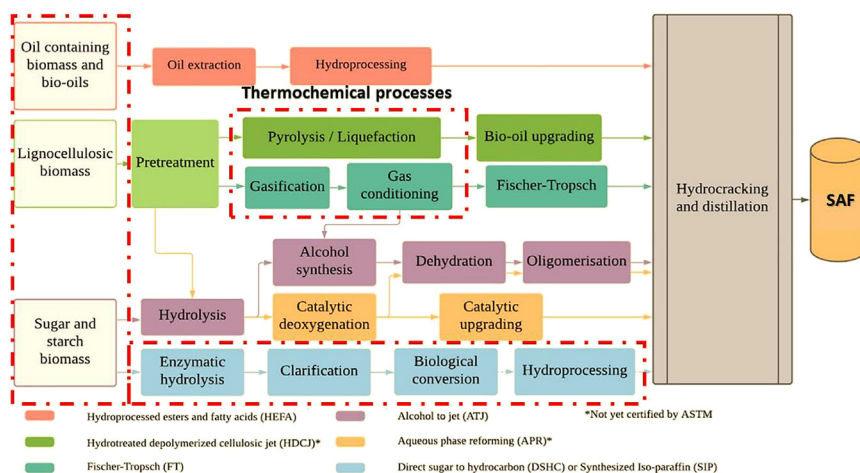 Oil containing
biomass and
bio-oils
Oil extraction
Hydroprocessing
Thermochemical processes
Lignocellulosic
biomass
Pretreatment
Pyrolysis / Liquefaction
Bio-oil upgrading
Gasification
Gas
conditioning
Fischer-Tropsch
Hydrocracking
and distillation
SAF
Alcohol
synthesis
Dehydration
Oligomerisation
Sugar and
starch
biomass
Hydrolysis
Catalytic
deoxygenation
Catalytic
upgrading
Enzymatic
hydrolysis
Clarification
Biological
conversion
Hydroprocessing
Hydroprocessed esters and fatty acids (HEFA)
Alcohol to jet (ATJ)
*Not yet certified by ASTM
Hydrotreated depolymerized cellulosic jet (HDCJ)*
Aqueous phase reforming (APR)*
Fischer-Tropsch (FT)
Direct sugar to hydrocarbon (DSHC) or Synthesized Iso-paraffin (SIP)